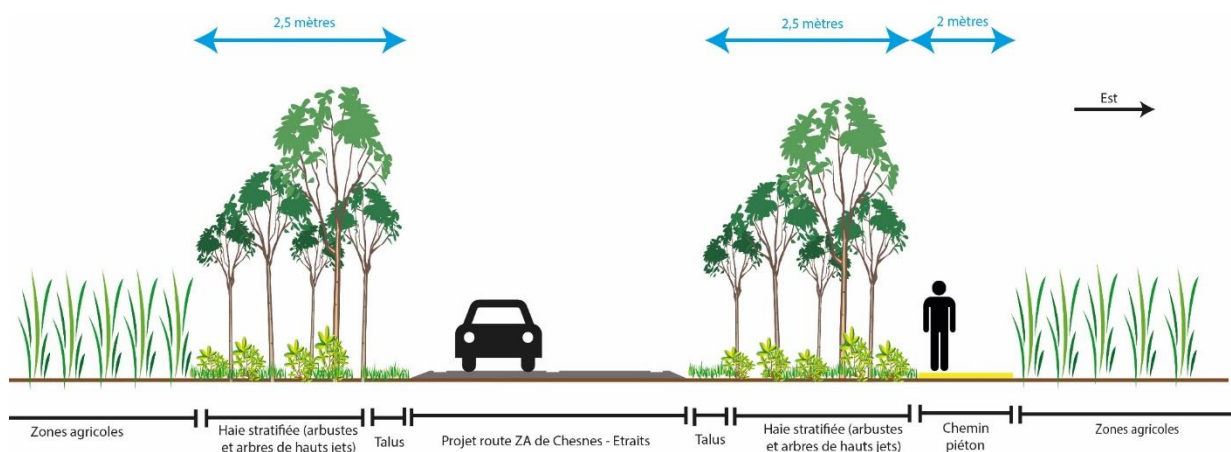 2,5 mètres
2,5 mètres
2 mètres
Est
Zones agricoles
Haie stratifiée (arbustes
et arbres de hauts jets)
Talus
Projet route ZA de Chesnes - Etraits
Talus
Haie stratifiée (arbustes
et arbres de hauts jets)
Chemin
piéton
Zones agricoles